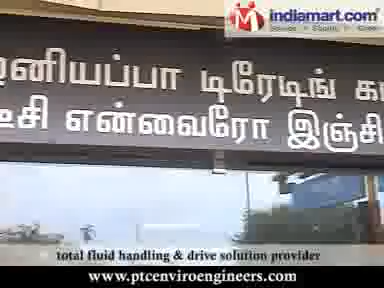 indiamart.com
னியப்பா டிரேடிங் க
டீசி என்வைரோ இஞ்சி
total fluid handling & drive solution provider
www.ptcenviroengineers.com